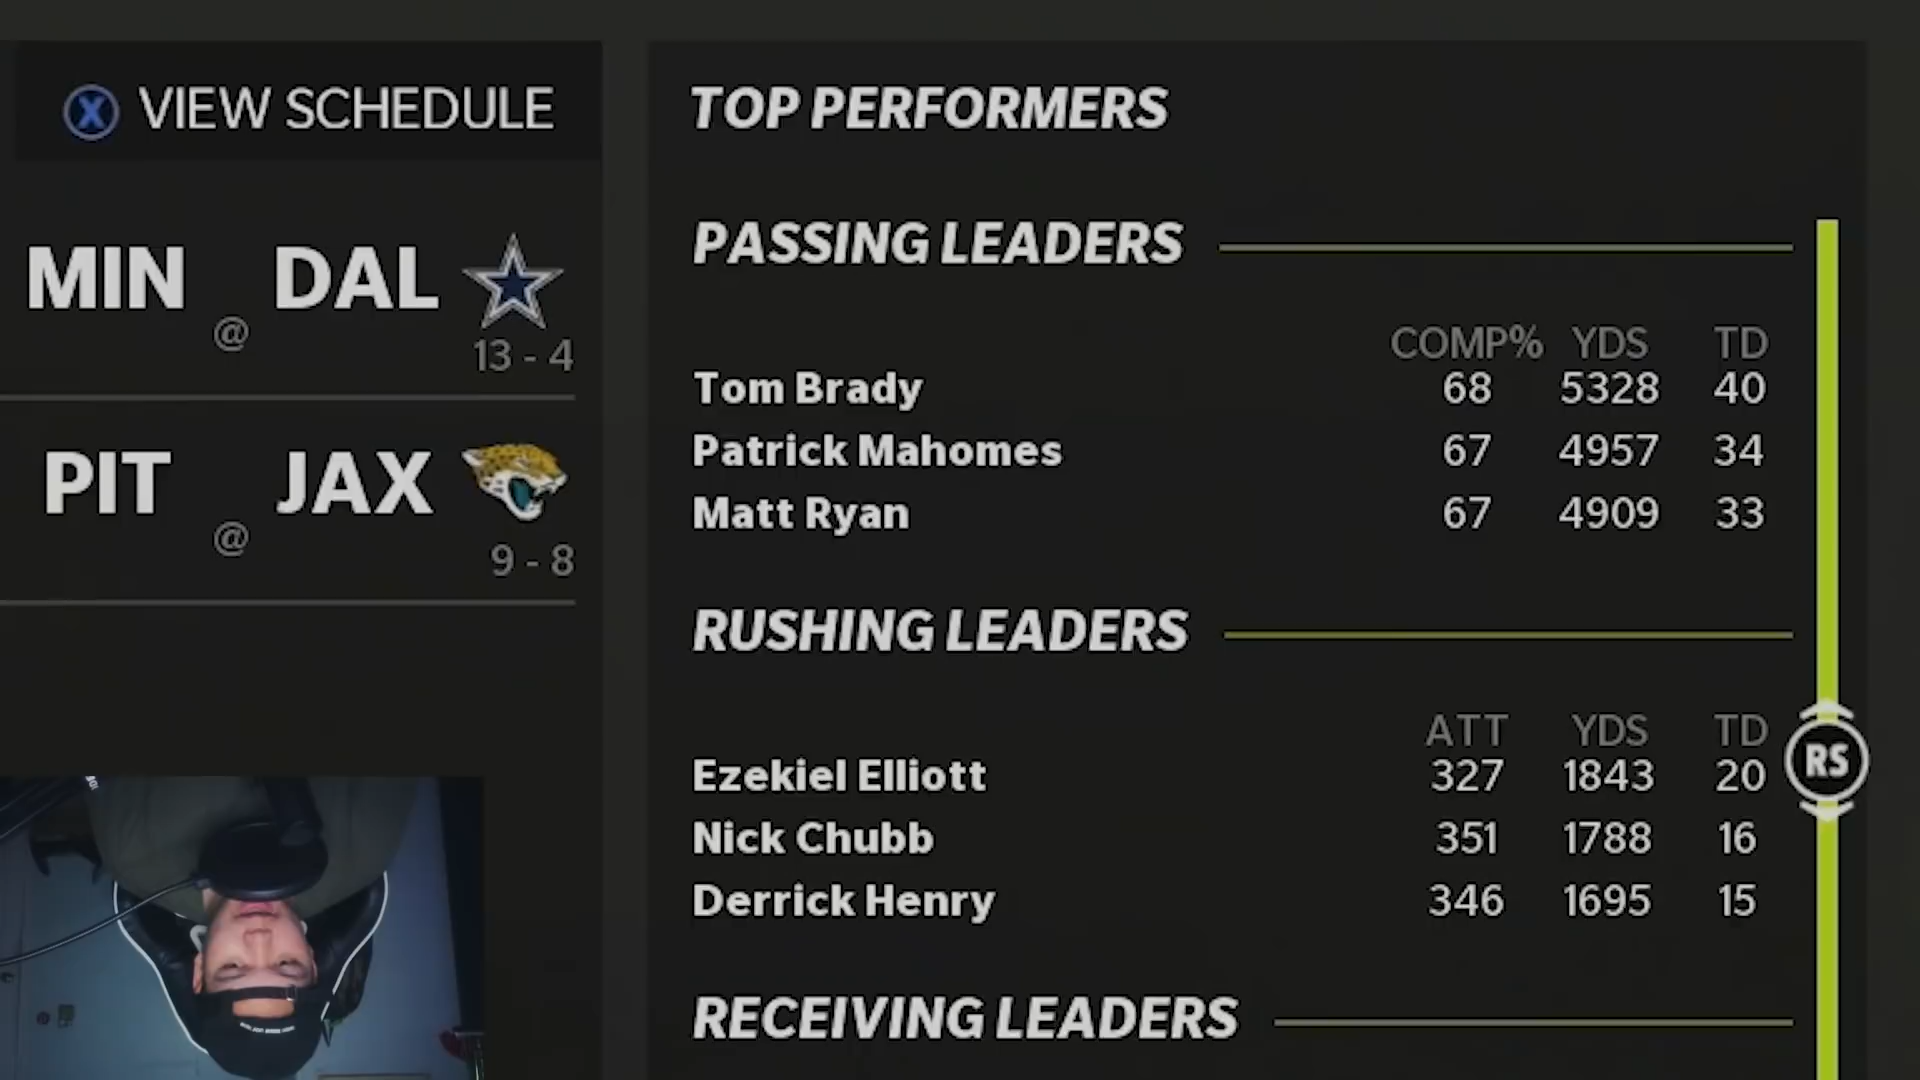 X VIEW SCHEDULE
MIN @ DAL
13 - 4
PIT @ JAX
9 - 8
TOP PERFORMERS
PASSING LEADERS
COMP% YDS TD
Tom Brady 68 5328 40
Patrick Mahomes 67 4957 34
Matt Ryan 67 4909 33
RUSHING LEADERS
ATT YDS TD
RS
Ezekiel Elliott 327 1843 20
Nick Chubb 351 1788 16
Derrick Henry 346 1695 15
RECEIVING LEADERS